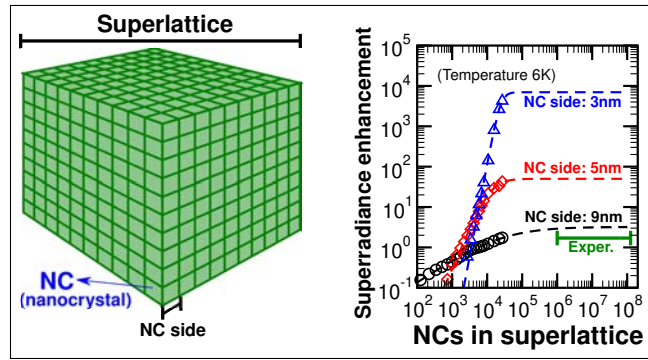 Superlattice
NC
(nanocrystal)
NC side
Superradiance enhancement
10^5
10^4
10^3
10^2
10^1
10^0
10^-1
(Temperature 6K)
NC side: 3nm
NC side: 5nm
NC side: 9nm
Exper.
10^2 10^3 10^4 10^5 10^6 10^7 10^8
NCs in superlattice